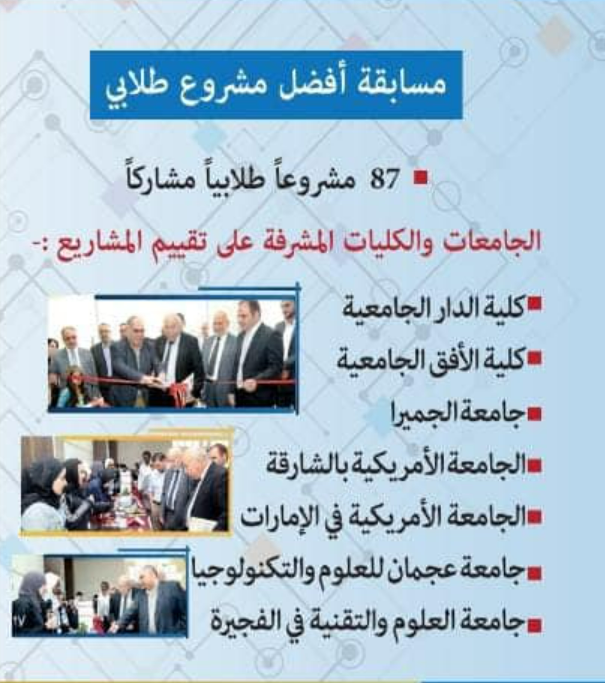 مسابقة أفضل مشروع طلابي
87 مشروعاً طلابياً مشاركاً
الجامعات والكليات المشرفة على تقييم المشاريع :-
كلية الدار الجامعية
كلية الأفق الجامعية
جامعة الجميرا
الجامعة الأمريكية بالشارقة
الجامعة الأمريكية في الإمارات
جامعة عجمان للعلوم والتكنولوجيا
جامعة العلوم والتقنية في الفجيرة